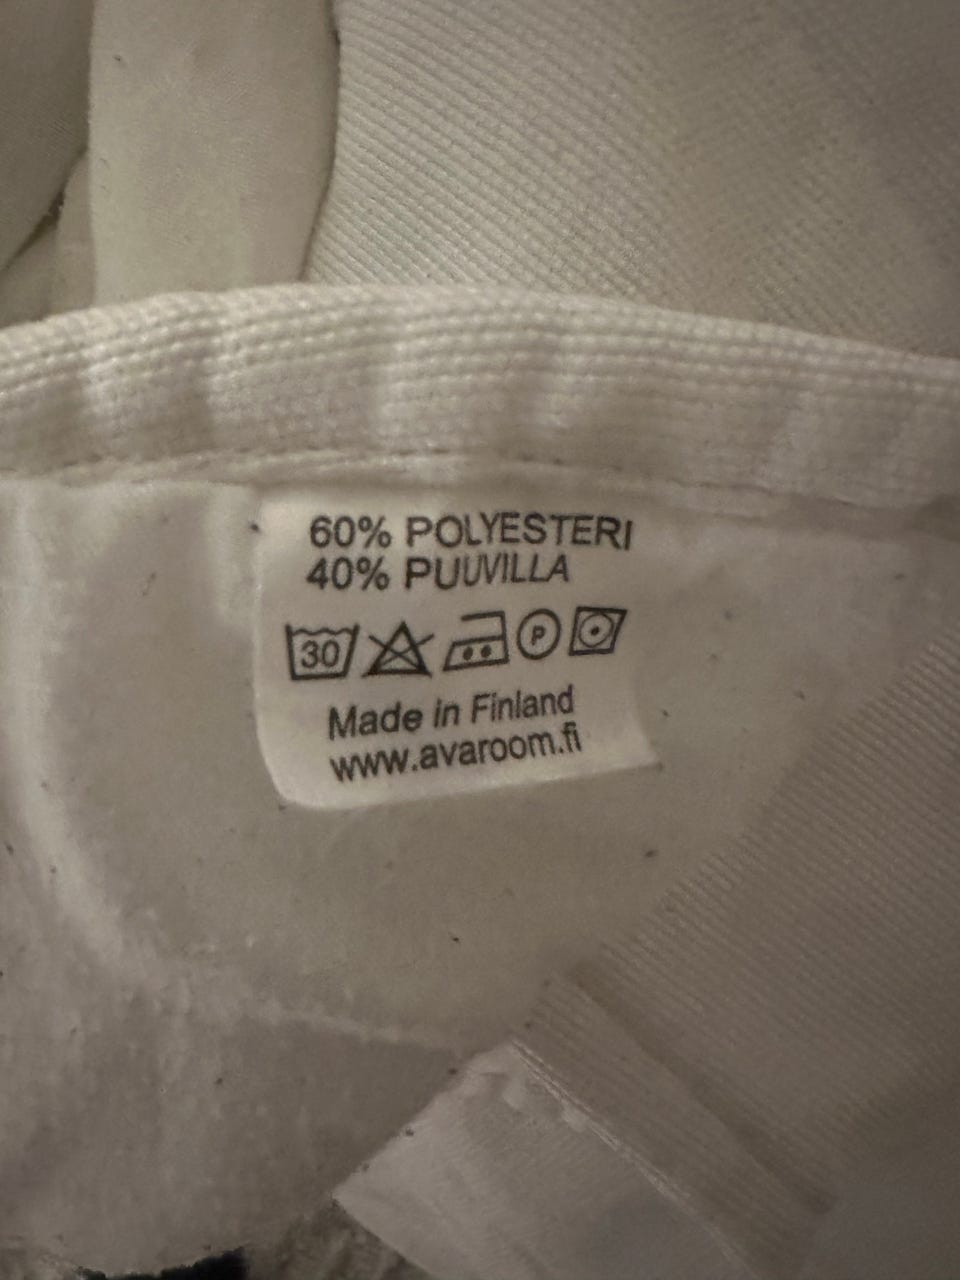 60% POLYESTERI
40% PUUVILLA
30 P
Made in Finland
www.avaroom.fi